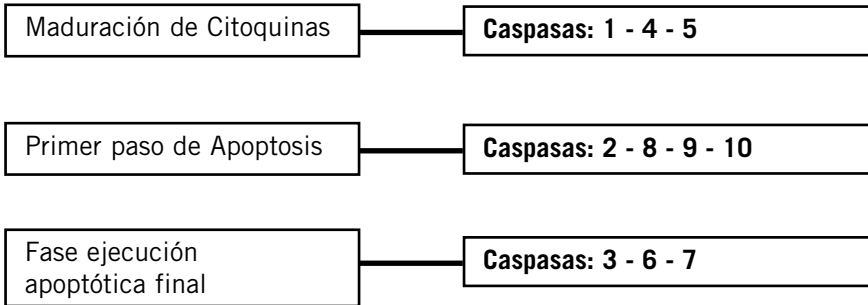 Maduración de Citoquinas
Caspasas: 1 - 4 - 5
Primer paso de Apoptosis
Caspasas: 2 - 8 - 9 - 10
Fase ejecución
apoptótica final
Caspasas: 3 - 6 - 7